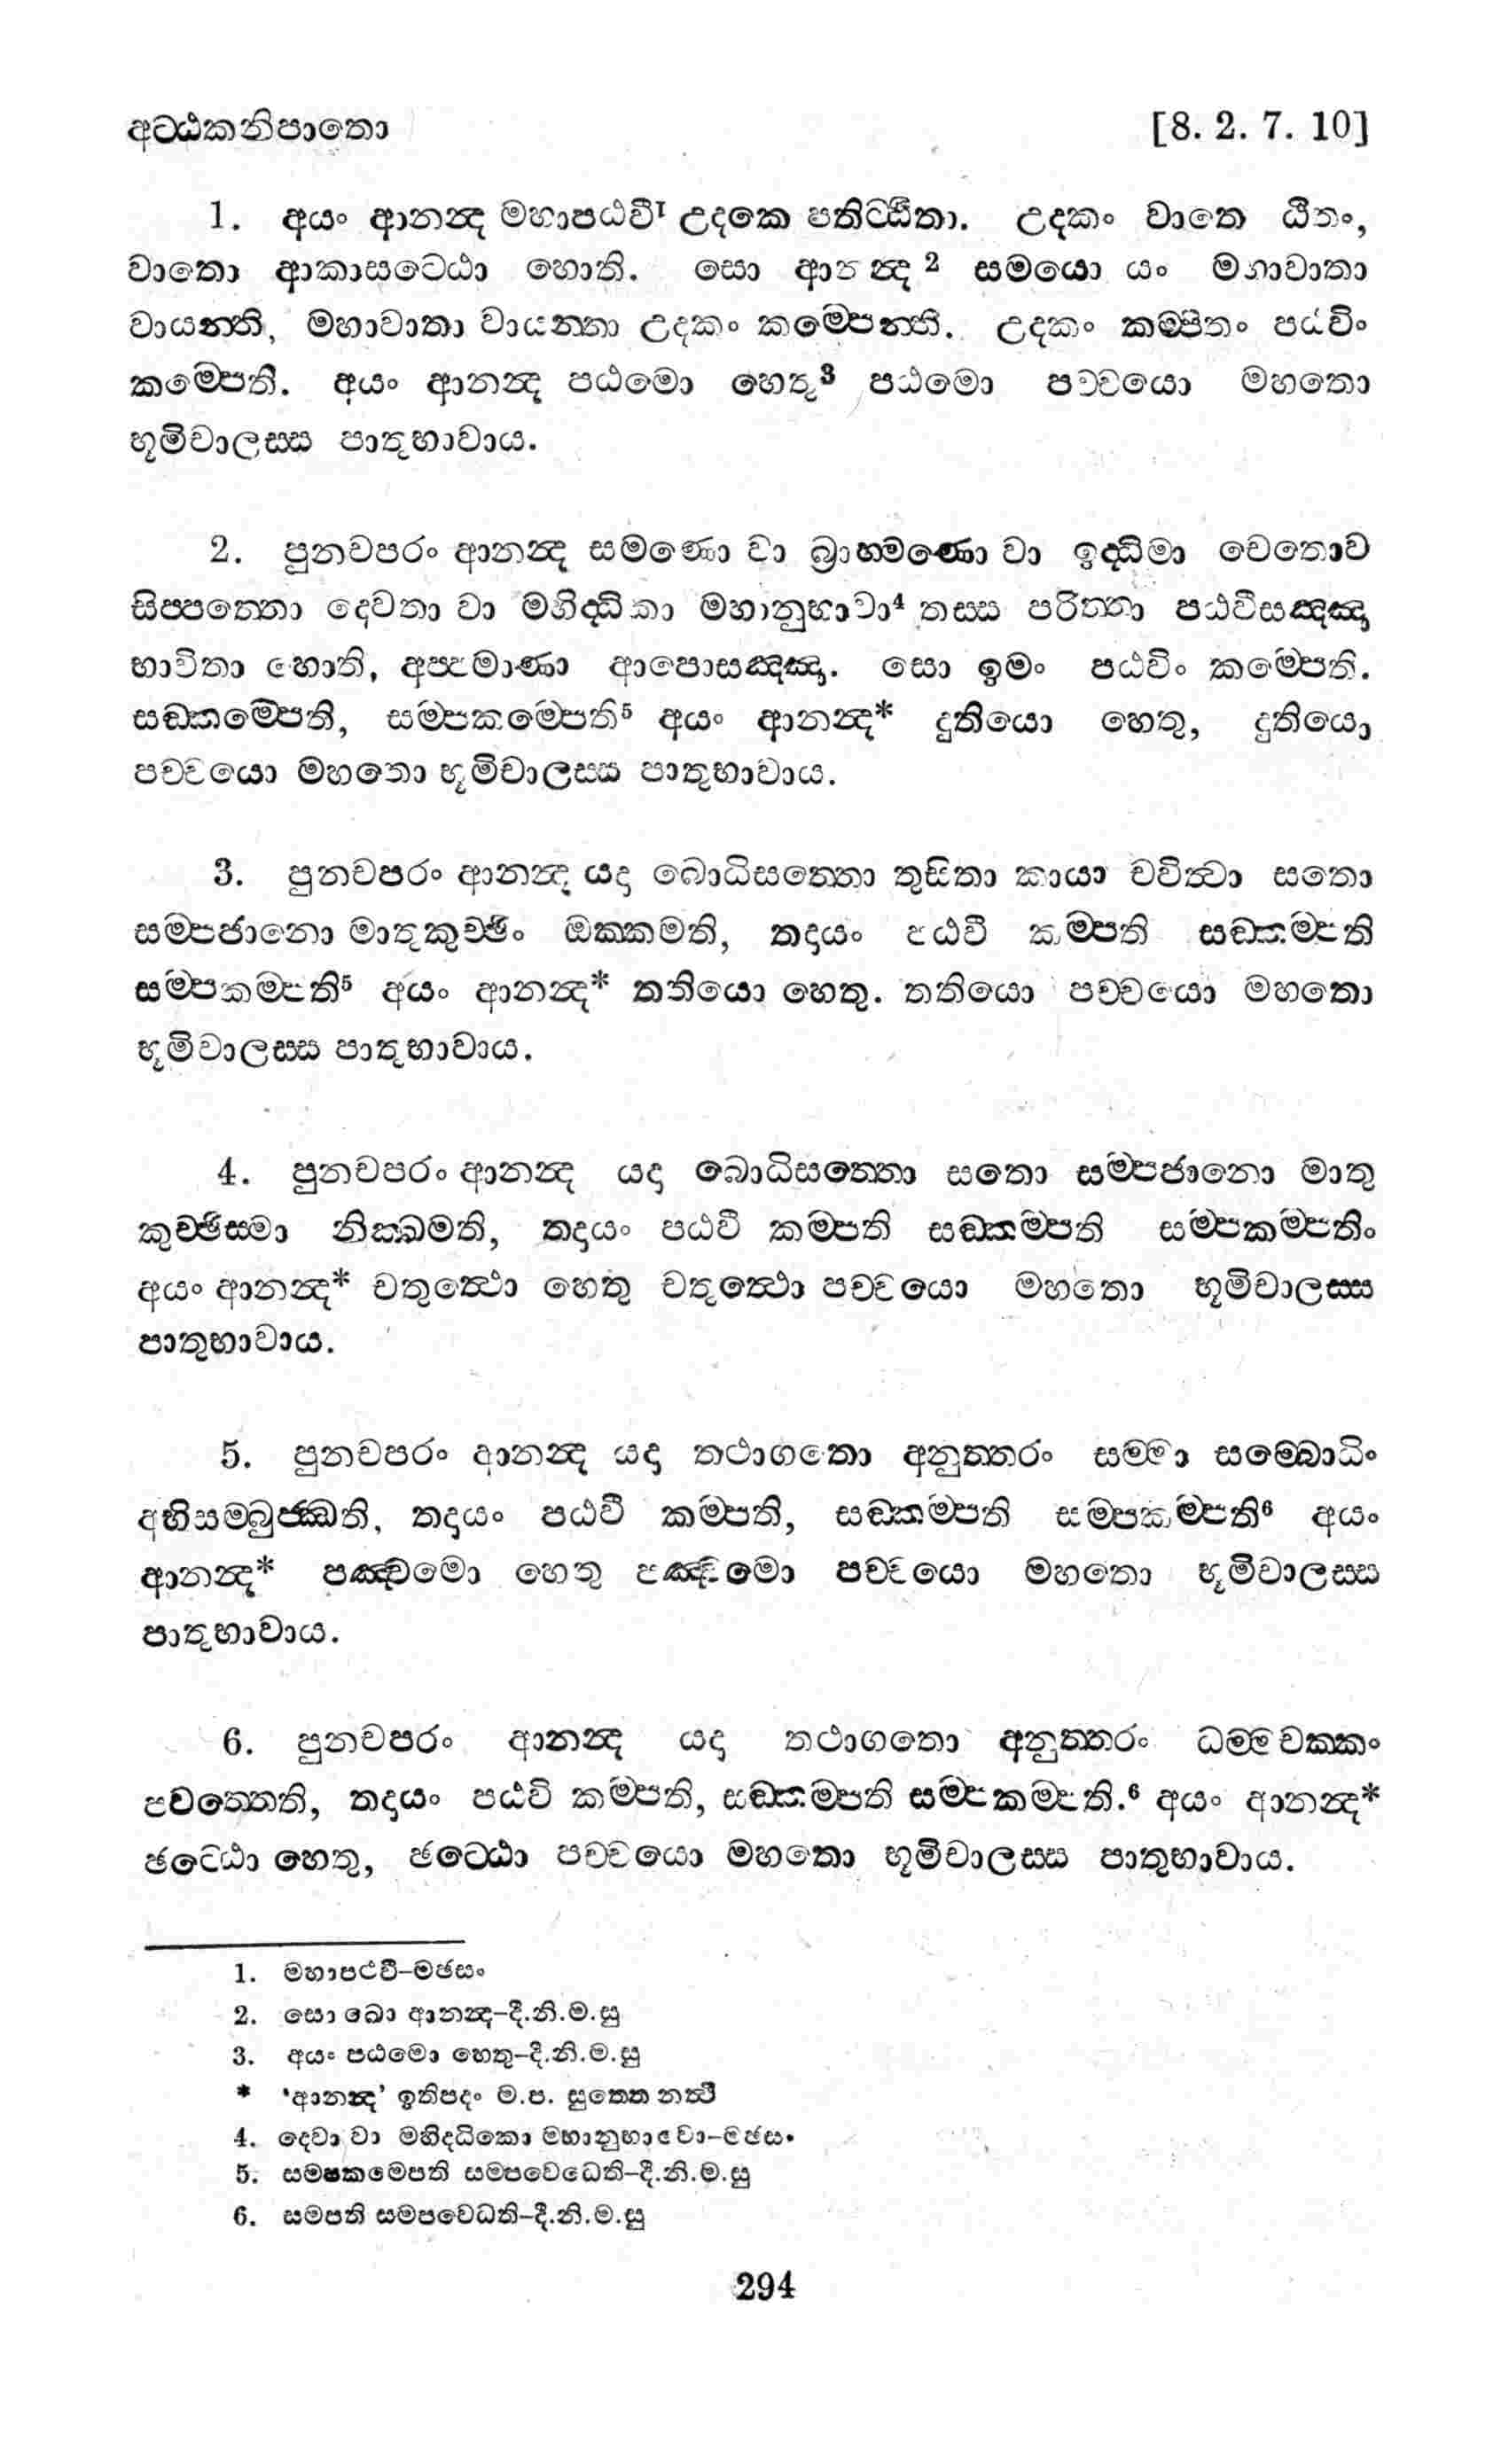 අට්ඨකනිපාතො [8. 2. 7. 10]
1. අයං ආනන්ද මහාපඨවී¹ උදකෙ පතිට්ඨිතා. උදකං වාතෙ ඨිතං,
වාතො ආකාසට්ඨො හොති. සො ආනන්ද ² සමයො යං මහාවාතා
වායන්ති, මහාවාතා වායන්තා උදකං කම්පෙන්ති. උදකං කම්පිතං පඨවිං
කම්පෙති. අයං ආනන්ද පඨමො හෙතු³ පඨමො පච්චයො මහතො
භූමිචාලස්ස පාතුභාවාය.
2. පුනචපරං ආනන්ද සමණො වා බ්‍රාහ්මණො වා ඉද්ධිමා චෙතොව
සිප්පත්තො දෙවතා වා මහිද්ධිකා මහානුභාවා⁴ තස්ස පරිත්තා පඨවිසඤ්ඤා
භාවිතා හොති, අප්පමාණා ආපොසඤ්ඤා. සො ඉමං පඨවිං කම්පෙති.
සඞ්කම්පෙති, සම්පකම්පෙති⁵ අයං ආනන්ද* දුතියො හෙතු, දුතියො
පච්චයො මහතො භූමිචාලස්ස පාතුභාවාය.
3. පුනචපරං ආනන්ද යදා බොධිසත්තො තුසිතා කායා චවිත්වා සතො
සම්පජානො මාතුකුච්ඡිං ඔක්කමති, තදායං පඨවී කම්පති සඞ්කම්පති
සම්පකම්පති⁵ අයං ආනන්ද* තතියො හෙතු. තතියො පච්චයො මහතො
භූමිචාලස්ස පාතුභාවාය.
4. පුනචපරං ආනන්ද යදා බොධිසත්තො සතො සම්පජානො මාතු
කුච්ඡිස්මා නික්ඛමති, තදායං පඨවී කම්පති සඞ්කම්පති සම්පකම්පතිං
අයං ආනන්ද* චතුත්ථො හෙතු චතුත්ථො පච්චයො මහතො භූමිචාලස්ස
පාතුභාවාය.
5. පුනචපරං ආනන්ද යදා තථාගතො අනුත්තරං සම්මා සම්බොධිං
අභිසම්බුජ්ඣති, තදායං පඨවී කම්පති, සඞ්කම්පති සම්පකම්පති⁶ අයං
ආනන්ද* පඤ්චමො හෙතු පඤ්චමො පච්චයො මහතො භූමිචාලස්ස
පාතුභාවාය.
6. පුනචපරං ආනන්ද යදා තථාගතො අනුත්තරං ධම්මචක්කං
පවත්තෙති, තදායං පඨවි කම්පති, සඞ්කම්පති සම්පකම්පති.⁶ අයං ආනන්ද*
ඡට්ඨො හෙතු, ඡට්ඨො පච්චයො මහතො භූමිචාලස්ස පාතුභාවාය.
1. මහාපථවී–මඡසං
2. සො ඛො ආනන්ද–දී.නි.ම.සු
3. අයං පඨමො හෙතු–දී.නි.ම.සු
* ‘ආනන්ද’ ඉතිපදං ම.ප. සුත්තෙ නත්ථි
4. දෙවා වා මහිදධිකො මහානුභාවො–මඡසං
5. සමපකමෙපති සමපවෙධෙති–දී.නි.ම.සු
6. සමපති සමපවෙධති–දී.නි.ම.සු
294